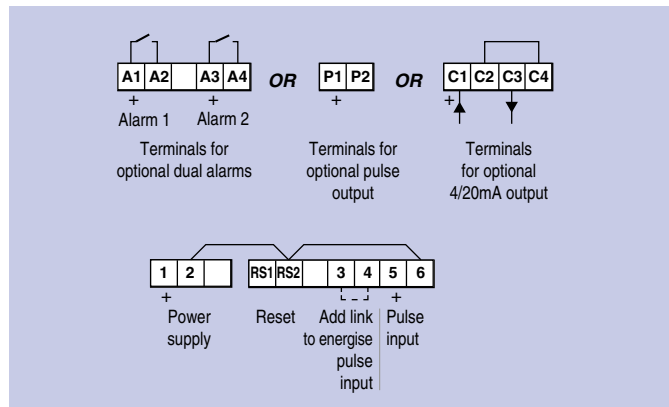 A1 A2 A3 A4 OR P1 P2 OR C1 C2 C3 C4
+ + + +
Alarm 1 Alarm 2
Terminals for
optional dual alarms
Terminals for
optional pulse
output
Terminals
for optional
4/20mA output
1 2 RS1 RS2 3 4 5 6
+ +
Power
supply
Reset
Add link
to energise
pulse
input
Pulse
input